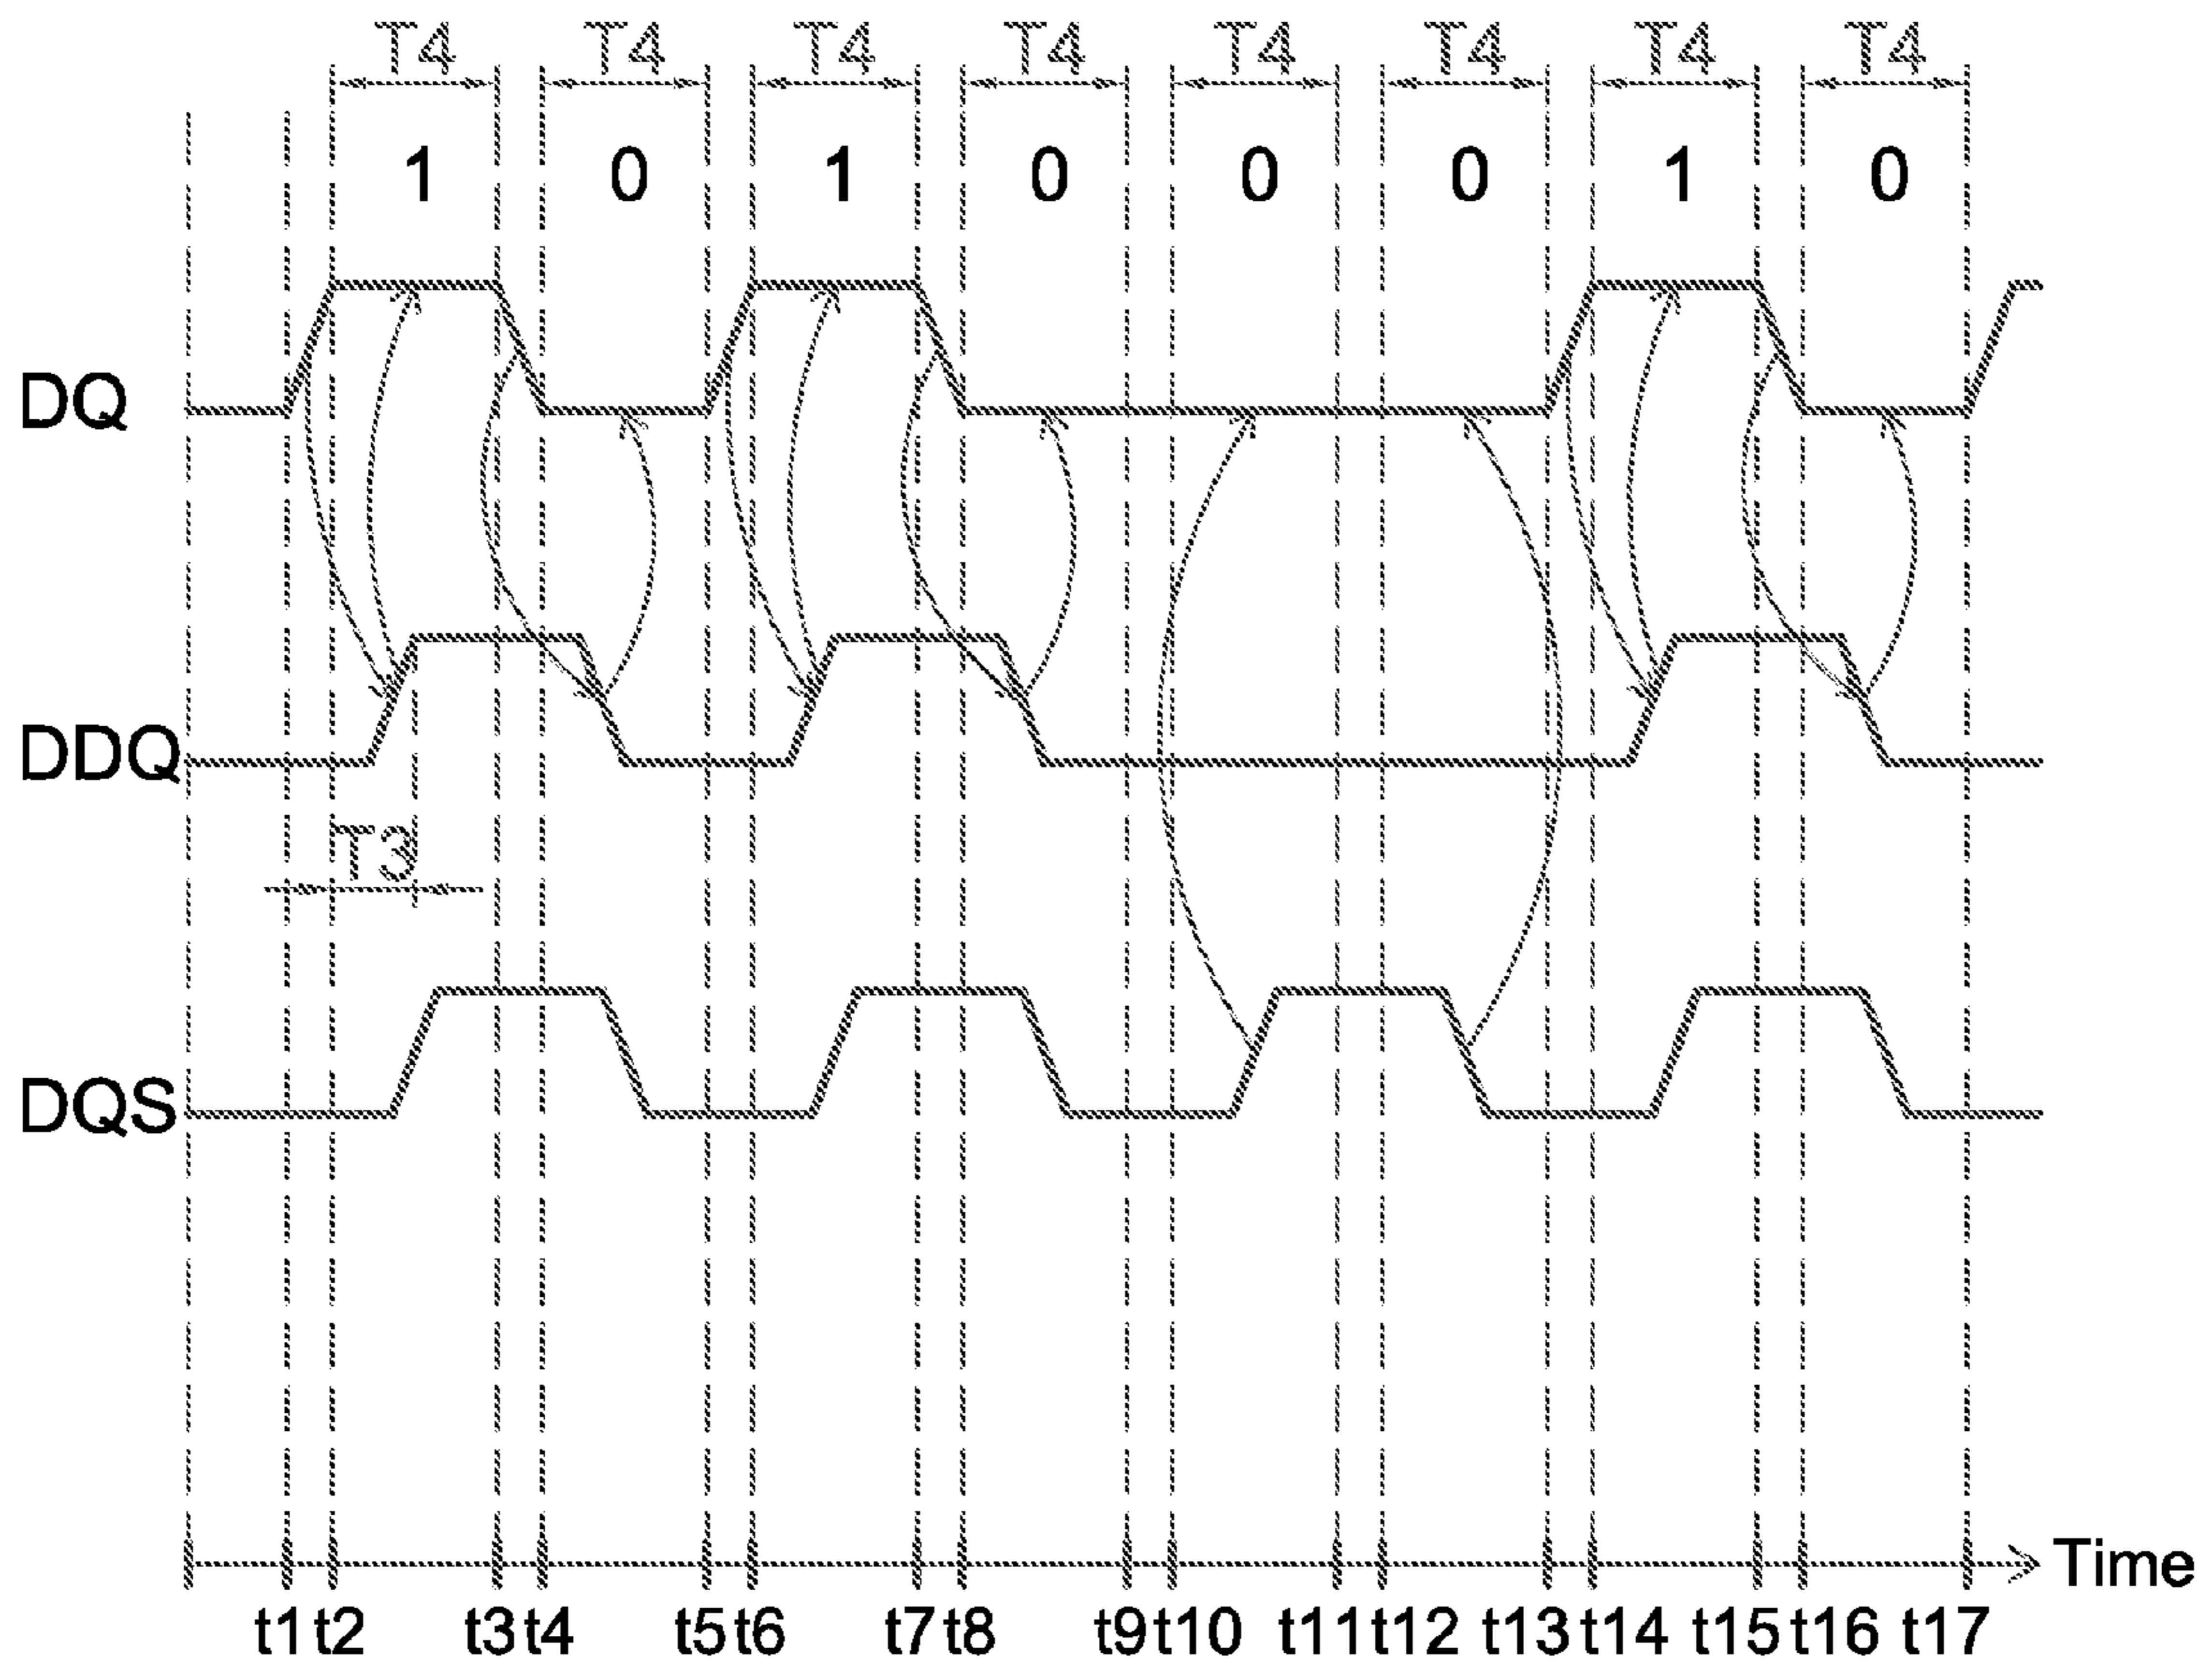 T4 T4 T4 T4 T4 T4 T4 T4
1 0 1 0 0 0 1 0
DQ
DDQ
T3
DQS
Time
t1 t2 t3 t4 t5 t6 t7 t8 t9 t10 t11 t12 t13 t14 t15 t16 t17